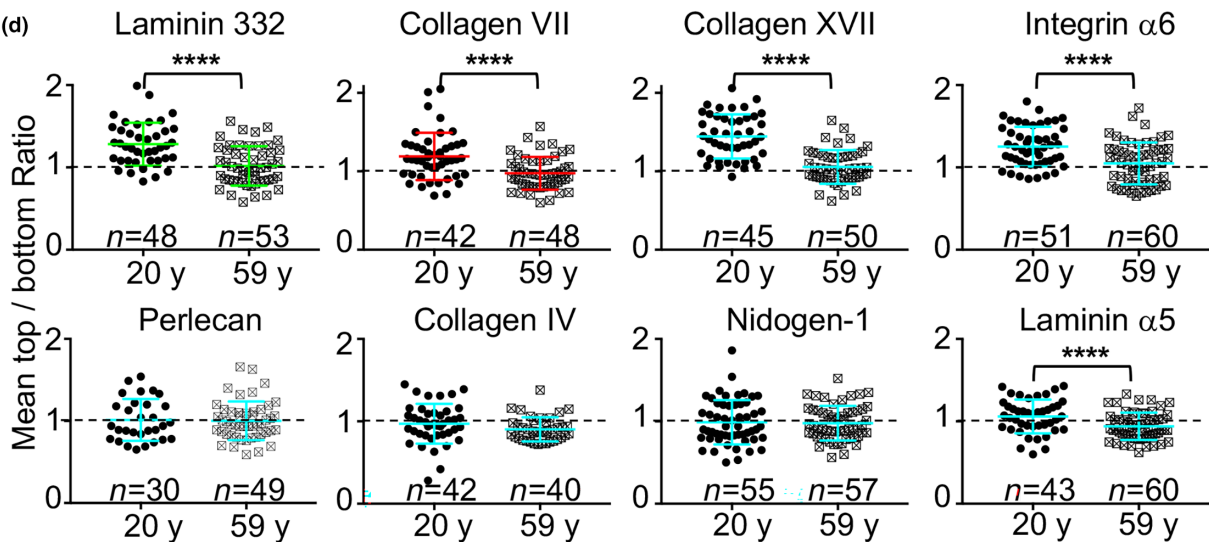 (d)
Laminin 332
Collagen VII
Collagen XVII
Integrin α6
****
****
****
****
Mean top / bottom Ratio
2
1
0
n=48 n=53
20 y 59 y
2
1
0
n=42 n=48
20 y 59 y
2
1
0
n=45 n=50
20 y 59 y
2
1
0
n=51 n=60
20 y 59 y
Perlecan
Collagen IV
Nidogen-1
Laminin α5
****
2
1
0
n=30 n=49
20 y 59 y
2
1
0
n=42 n=40
20 y 59 y
2
1
0
n=55 n=57
20 y 59 y
2
1
0
n=43 n=60
20 y 59 y